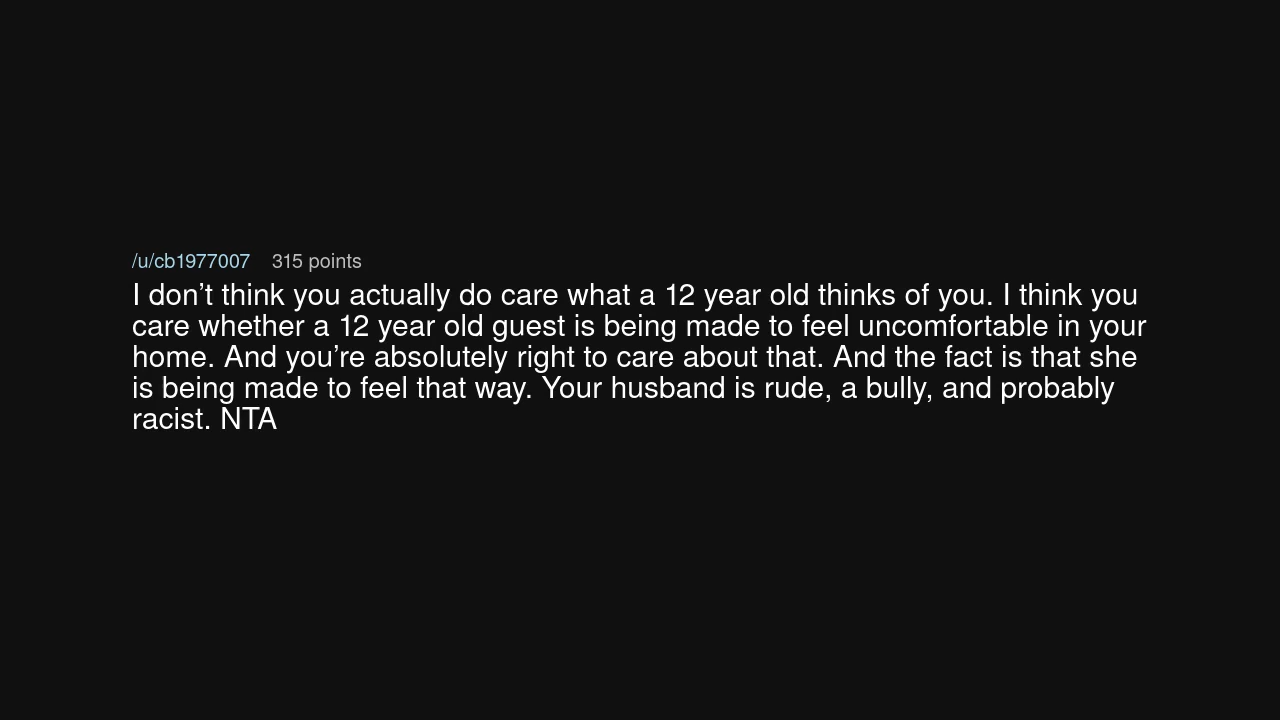 /u/cb1977007 315 points
I don’t think you actually do care what a 12 year old thinks of you. I think you
care whether a 12 year old guest is being made to feel uncomfortable in your
home. And you’re absolutely right to care about that. And the fact is that she
is being made to feel that way. Your husband is rude, a bully, and probably
racist. NTA